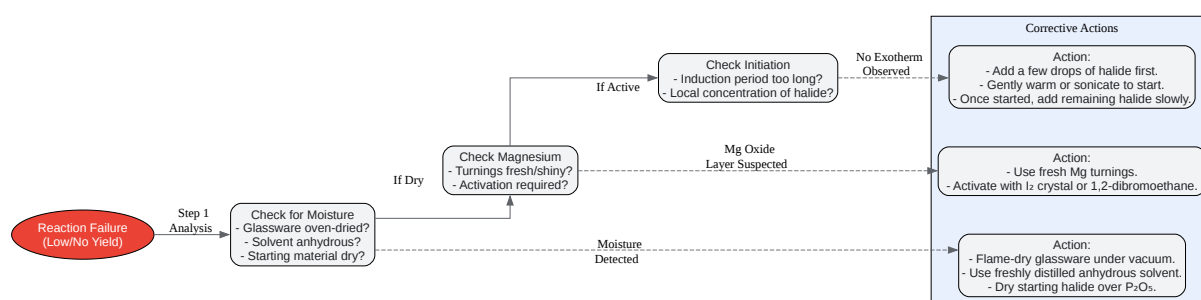 Reaction Failure
(Low/No Yield)
Step 1
Analysis
Check for Moisture
- Glassware oven-dried?
- Solvent anhydrous?
- Starting material dry?
If Dry
Check Magnesium
- Turnings fresh/shiny?
- Activation required?
If Active
Check Initiation
- Induction period too long?
- Local concentration of halide?
No Exotherm
Observed
Mg Oxide
Layer Suspected
Moisture
Detected
Corrective Actions
Action:
- Add a few drops of halide first.
- Gently warm or sonicate to start.
- Once started, add remaining halide slowly.
Action:
- Use fresh Mg turnings.
- Activate with I₂ crystal or 1,2-dibromoethane.
Action:
- Flame-dry glassware under vacuum.
- Use freshly distilled anhydrous solvent.
- Dry starting halide over P₂O₅.